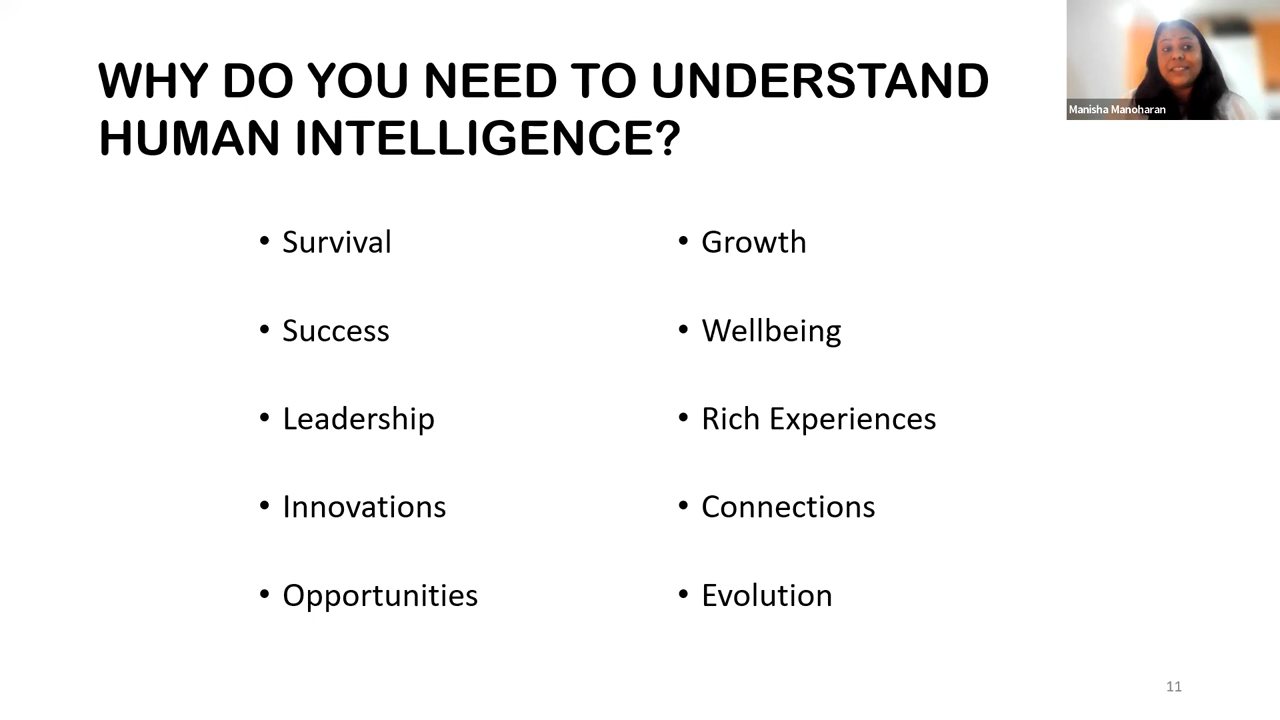 WHY DO YOU NEED TO UNDERSTAND
HUMAN INTELLIGENCE?
Manisha Manoharan
• Survival
• Success
• Leadership
• Innovations
• Opportunities
• Growth
• Wellbeing
• Rich Experiences
• Connections
• Evolution
11